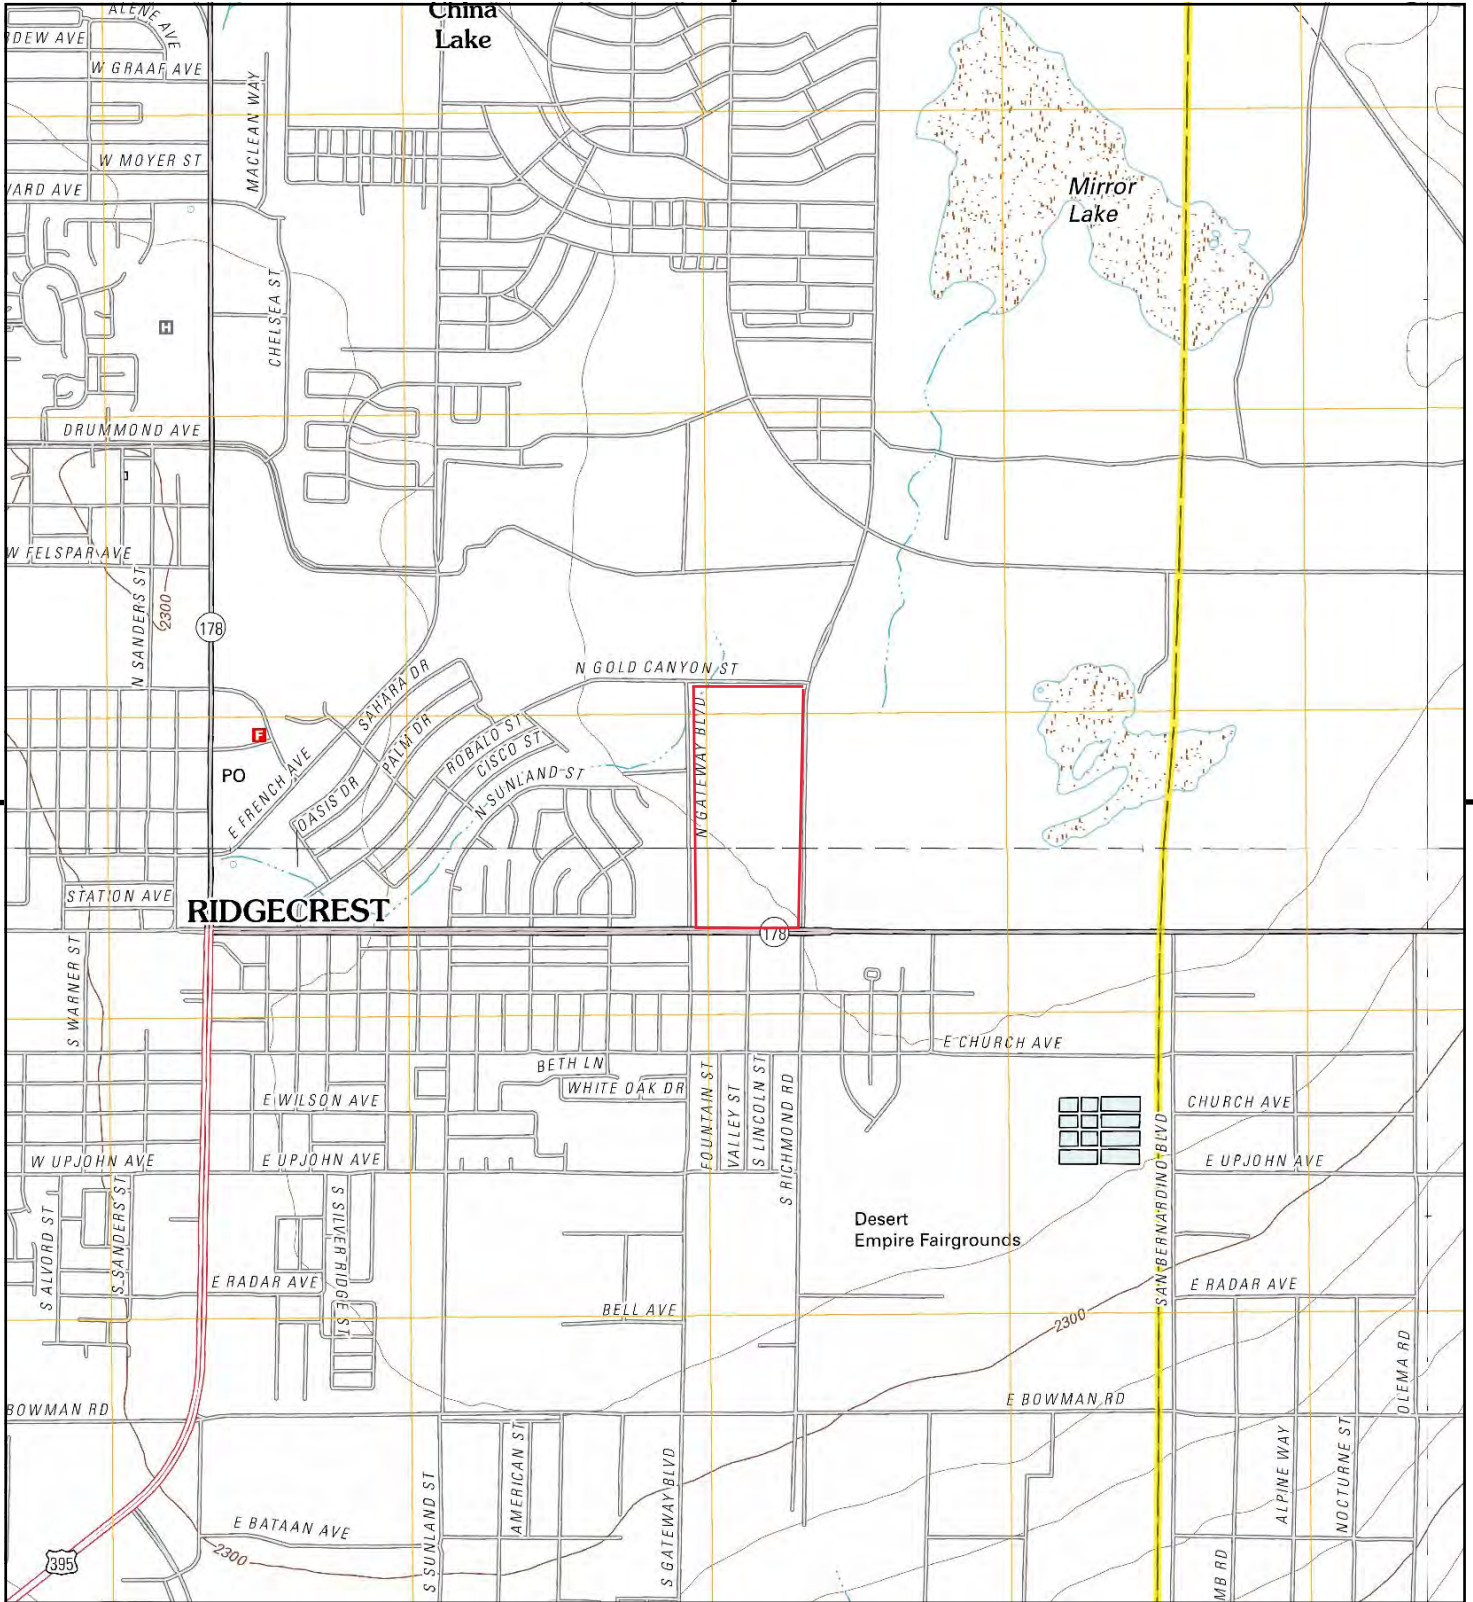 ALENE AVE
China
Lake
RDEW AVE
W GRAAF AVE
MACLEAN WAY
W MOYER ST
WARD AVE
Mirror
Lake
CHELSEA ST
H
DRUMMOND AVE
W FELSPAR AVE
N SANDERS ST
2300
178
N GOLD CANYON ST
SAHARA DR
N GATEWAY BLVD
PALM DR
ROBALO ST
CISCO ST
F
PO
E FRENCH AVE
OASIS DR
N SUNLAND ST
STATION AVE
RIDGECREST
178
S WARNER ST
E CHURCH AVE
BETH LN
WHITE OAK DR
FOUNTAIN ST
VALLEY ST
S LINCOLN ST
S RICHMOND RD
E WILSON AVE
CHURCH AVE
SAN BERNARDINO BLVD
W UPJOHN AVE
E UPJOHN AVE
E UPJOHN AVE
S ALVORD ST
S SANDERS ST
S SILVER RIDGE ST
Desert
Empire Fairgrounds
E RADAR AVE
E RADAR AVE
BELL AVE
2300
OLEMA RD
BOWMAN RD
E BOWMAN RD
S SUNLAND ST
AMERICAN ST
S GATEWAY BLVD
ALPINE WAY
NOCTURNE ST
E BATAAN AVE
2300
395
MB RD